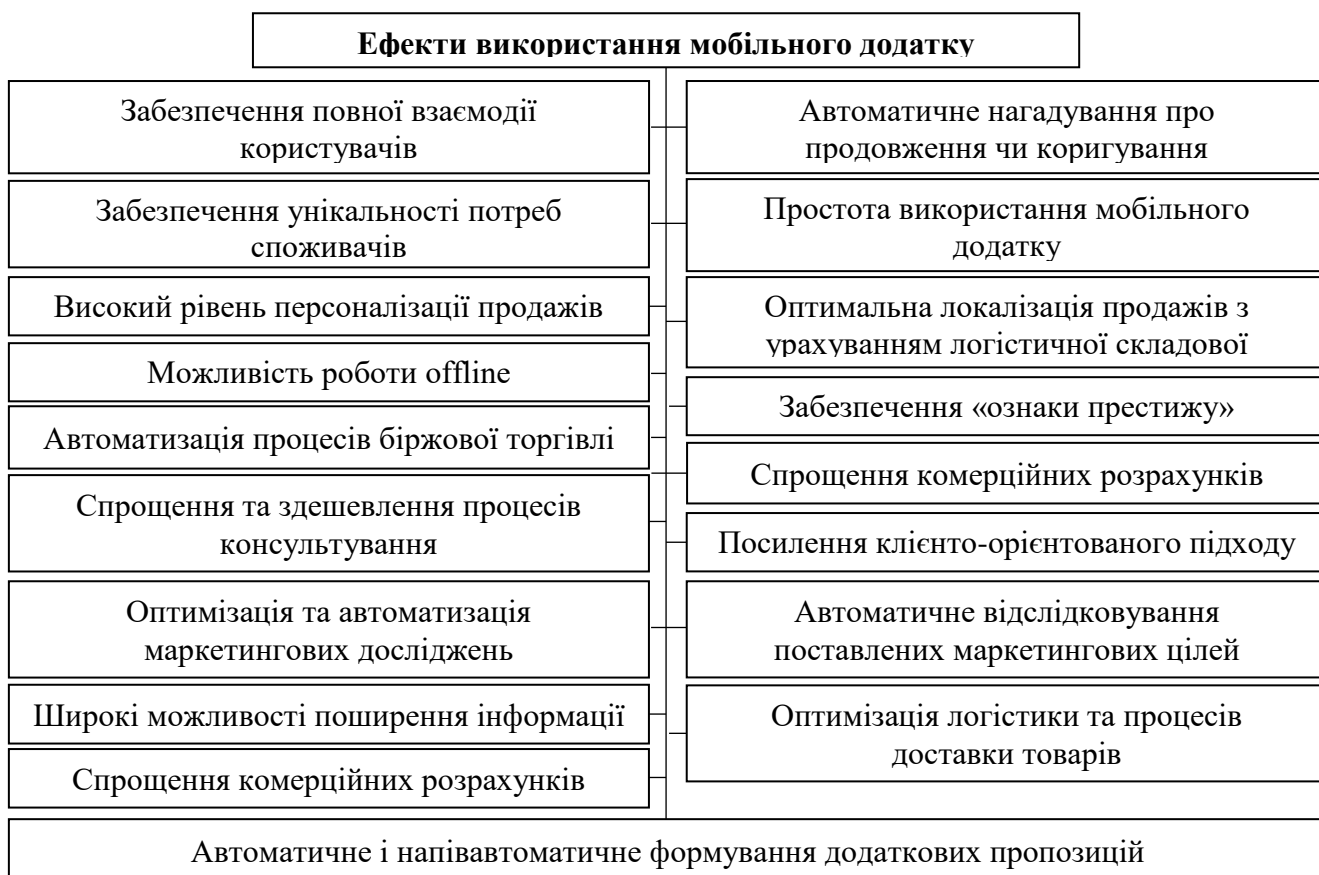 Ефекти використання мобільного додатку
Забезпечення повної взаємодії
користувачів
Забезпечення унікальності потреб
споживачів
Високий рівень персоналізації продажів
Можливість роботи offline
Автоматизація процесів біржової торгівлі
Спрощення та здешевлення процесів
консультування
Оптимізація та автоматизація
маркетингових досліджень
Широкі можливості поширення інформації
Спрощення комерційних розрахунків
Автоматичне нагадування про
продовження чи коригування
Простота використання мобільного
додатку
Оптимальна локалізація продажів з
урахуванням логістичної складової
Забезпечення «ознаки престижу»
Спрощення комерційних розрахунків
Посилення клієнто-орієнтованого підходу
Автоматичне відслідковування
поставлених маркетингових цілей
Оптимізація логістики та процесів
доставки товарів
Автоматичне і напівавтоматичне формування додаткових пропозицій